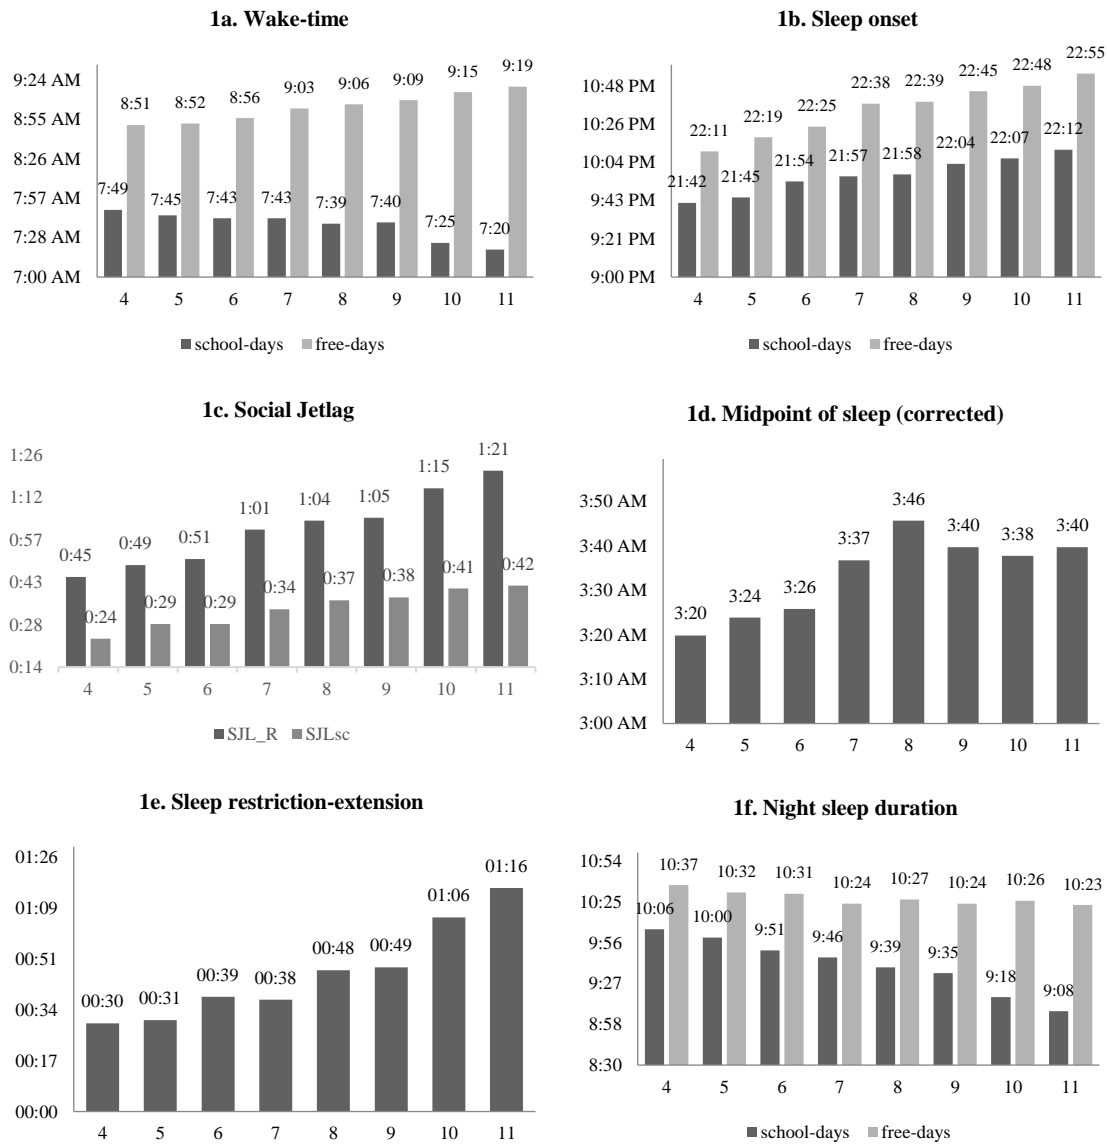 1a. Wake-time
9:24 AM
8:55 AM
8:26 AM
7:57 AM
7:28 AM
7:00 AM
8:51 8:52 8:56 9:03 9:06 9:09 9:15 9:19
7:49 7:45 7:43 7:43 7:39 7:40 7:25 7:20
4 5 6 7 8 9 10 11
school-days free-days
1b. Sleep onset
10:48 PM
10:26 PM
10:04 PM
9:43 PM
9:21 PM
9:00 PM
22:11 22:19 22:25 22:38 22:39 22:45 22:48 22:55
21:42 21:45 21:54 21:57 21:58 22:04 22:07 22:12
4 5 6 7 8 9 10 11
school-days free-days
1c. Social Jetlag
1:26
1:12
0:57
0:43
0:28
0:14
0:45 0:49 0:51 1:01 1:04 1:05 1:15 1:21
0:24 0:29 0:29 0:34 0:37 0:38 0:41 0:42
4 5 6 7 8 9 10 11
SJL_R SJLsc
1d. Midpoint of sleep (corrected)
3:50 AM
3:40 AM
3:30 AM
3:20 AM
3:10 AM
3:00 AM
3:20 3:24 3:26 3:37 3:46 3:40 3:38 3:40
4 5 6 7 8 9 10 11
1e. Sleep restriction-extension
01:26
01:09
00:51
00:34
00:17
00:00
00:30 00:31 00:39 00:38 00:48 00:49 01:06 01:16
4 5 6 7 8 9 10 11
1f. Night sleep duration
10:54
10:25
9:56
9:27
8:58
8:30
10:37 10:32 10:31 10:24 10:27 10:24 10:26 10:23
10:06 10:00 9:51 9:46 9:39 9:35 9:18 9:08
4 5 6 7 8 9 10 11
school-days free-days